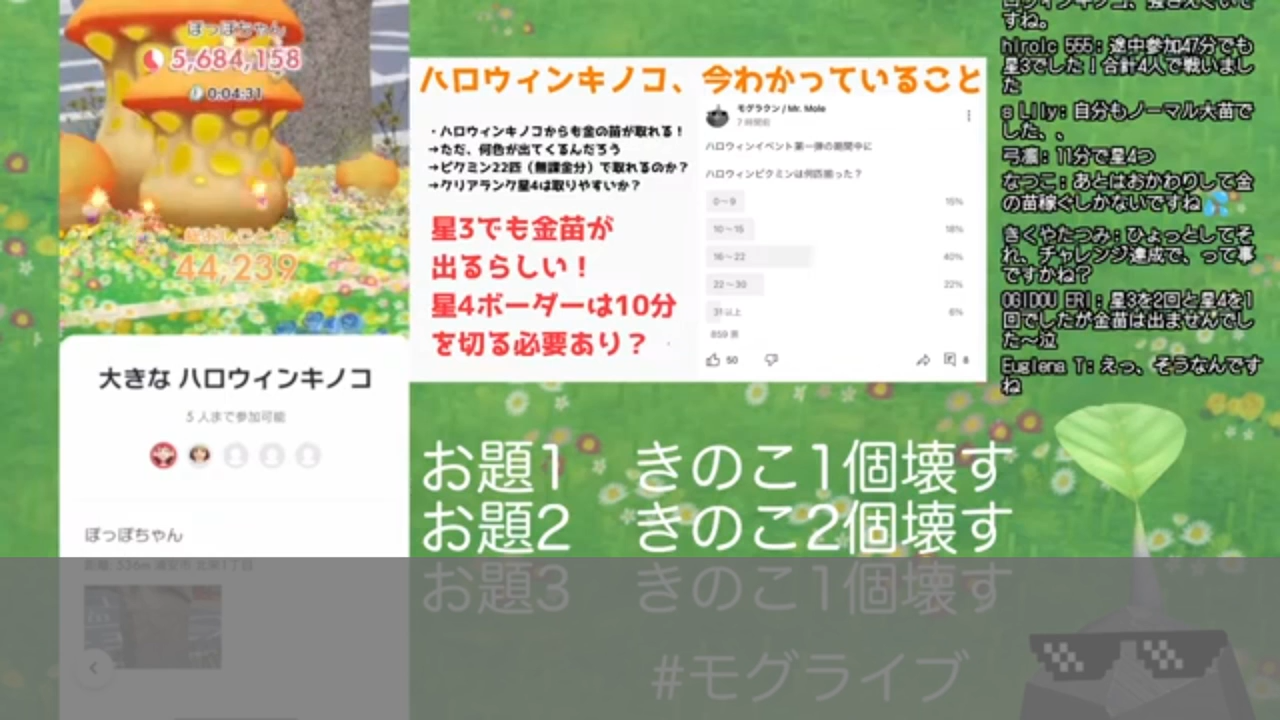 ぽっぽちゃん
5,684,158
0:04:31
44,239
大きな ハロウィンキノコ
5 人まで参加可能
ぽっぽちゃん
ハロウィンキノコ、今わかっていること
・ハロウィンキノコからも金の苗が取れる！
→ただ、何色が出てくるんだろう
→ピクミン22匹（無課金分）で取れるのか？
→クリアランク星4は取りやすいか？
星3でも金苗が
出るらしい！
星4ボーダーは10分
を切る必要あり？
モグラクン / Mr. Mole
7 時間前
ハロウィンイベント第一弾の期間中に
ハロウィンピクミンは何匹揃った？
0〜9 15%
10〜15 18%
16〜22 40%
22〜30 22%
31 以上 6%
859 票
50
8
お題1 きのこ1個壊す
お題2 きのこ2個壊す
お題3 きのこ1個壊す
#モグライブ
すね。
hiroic 555: 途中参加47分でも
星3でした！合計4人で戦いまし
た
s Lily: 自分もノーマル大苗で
した、、
11分で星4つ
なつこ: あとはおかわりして金
の苗稼ぐしかないですね
きくやたつみ: ひょっとしてそ
れ、チャレンジ達成で、って事
ですかね？
OGIDOU ERI: 星3を2回と星4を1
回でしたが金苗は出ませんでし
た〜泣
Euglena T: えっ、そうなんです
ね